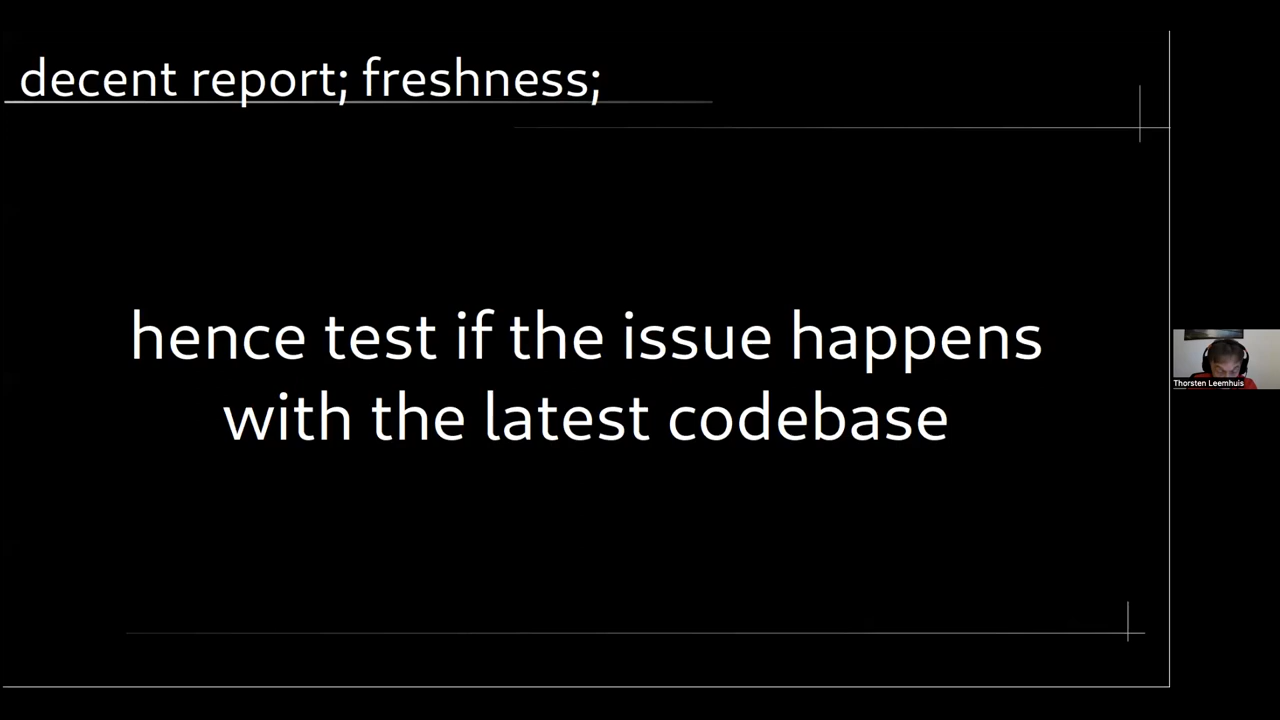 decent report; freshness;
hence test if the issue happens
with the latest codebase
Thorsten Leemhuis